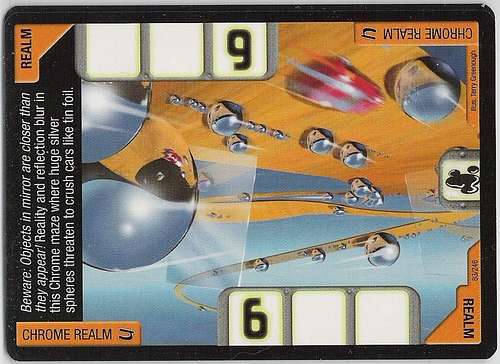 REALM
CHROME REALM
Beware: Objects in mirror are closer than
they appear! Reality and reflection blur in
this Chrome maze where huge silver
spheres threaten to crush cars like tin foil.
6
CHROME REALM
Illus. Terry Greenough
6
83/246
REALM